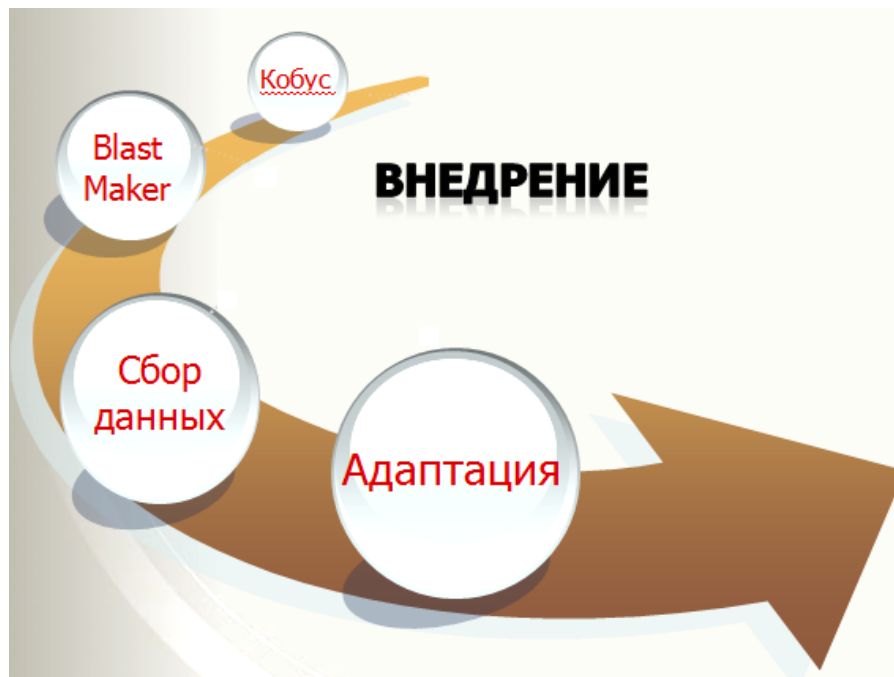 Кобус
Blast
Maker
ВНЕДРЕНИЕ
Сбор
данных
Адаптация